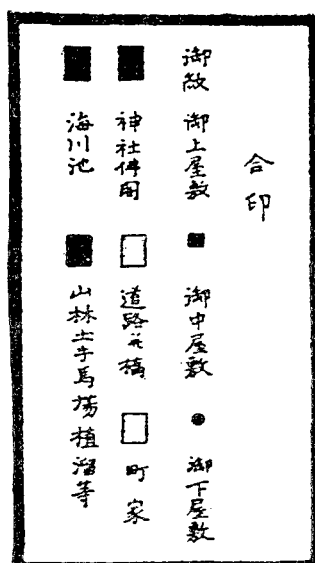 合印
御紋 御上屋敷 ■ 御中屋敷 ● 御下屋敷
神社佛閣 道路并橋 町家
海川池 山林土手馬場植溜等